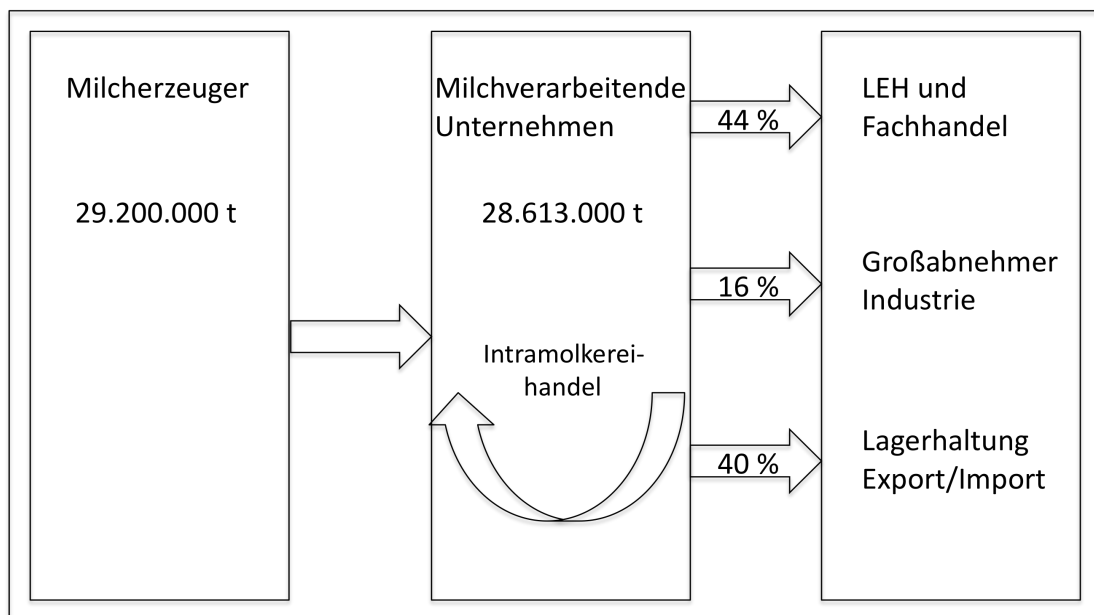 Milcherzeuger
29.200.000 t
Milchverarbeitende
Unternehmen
28.613.000 t
Intramolkerei-
handel
44 %
16 %
40 %
LEH und
Fachhandel
Großabnehmer
Industrie
Lagerhaltung
Export/Import